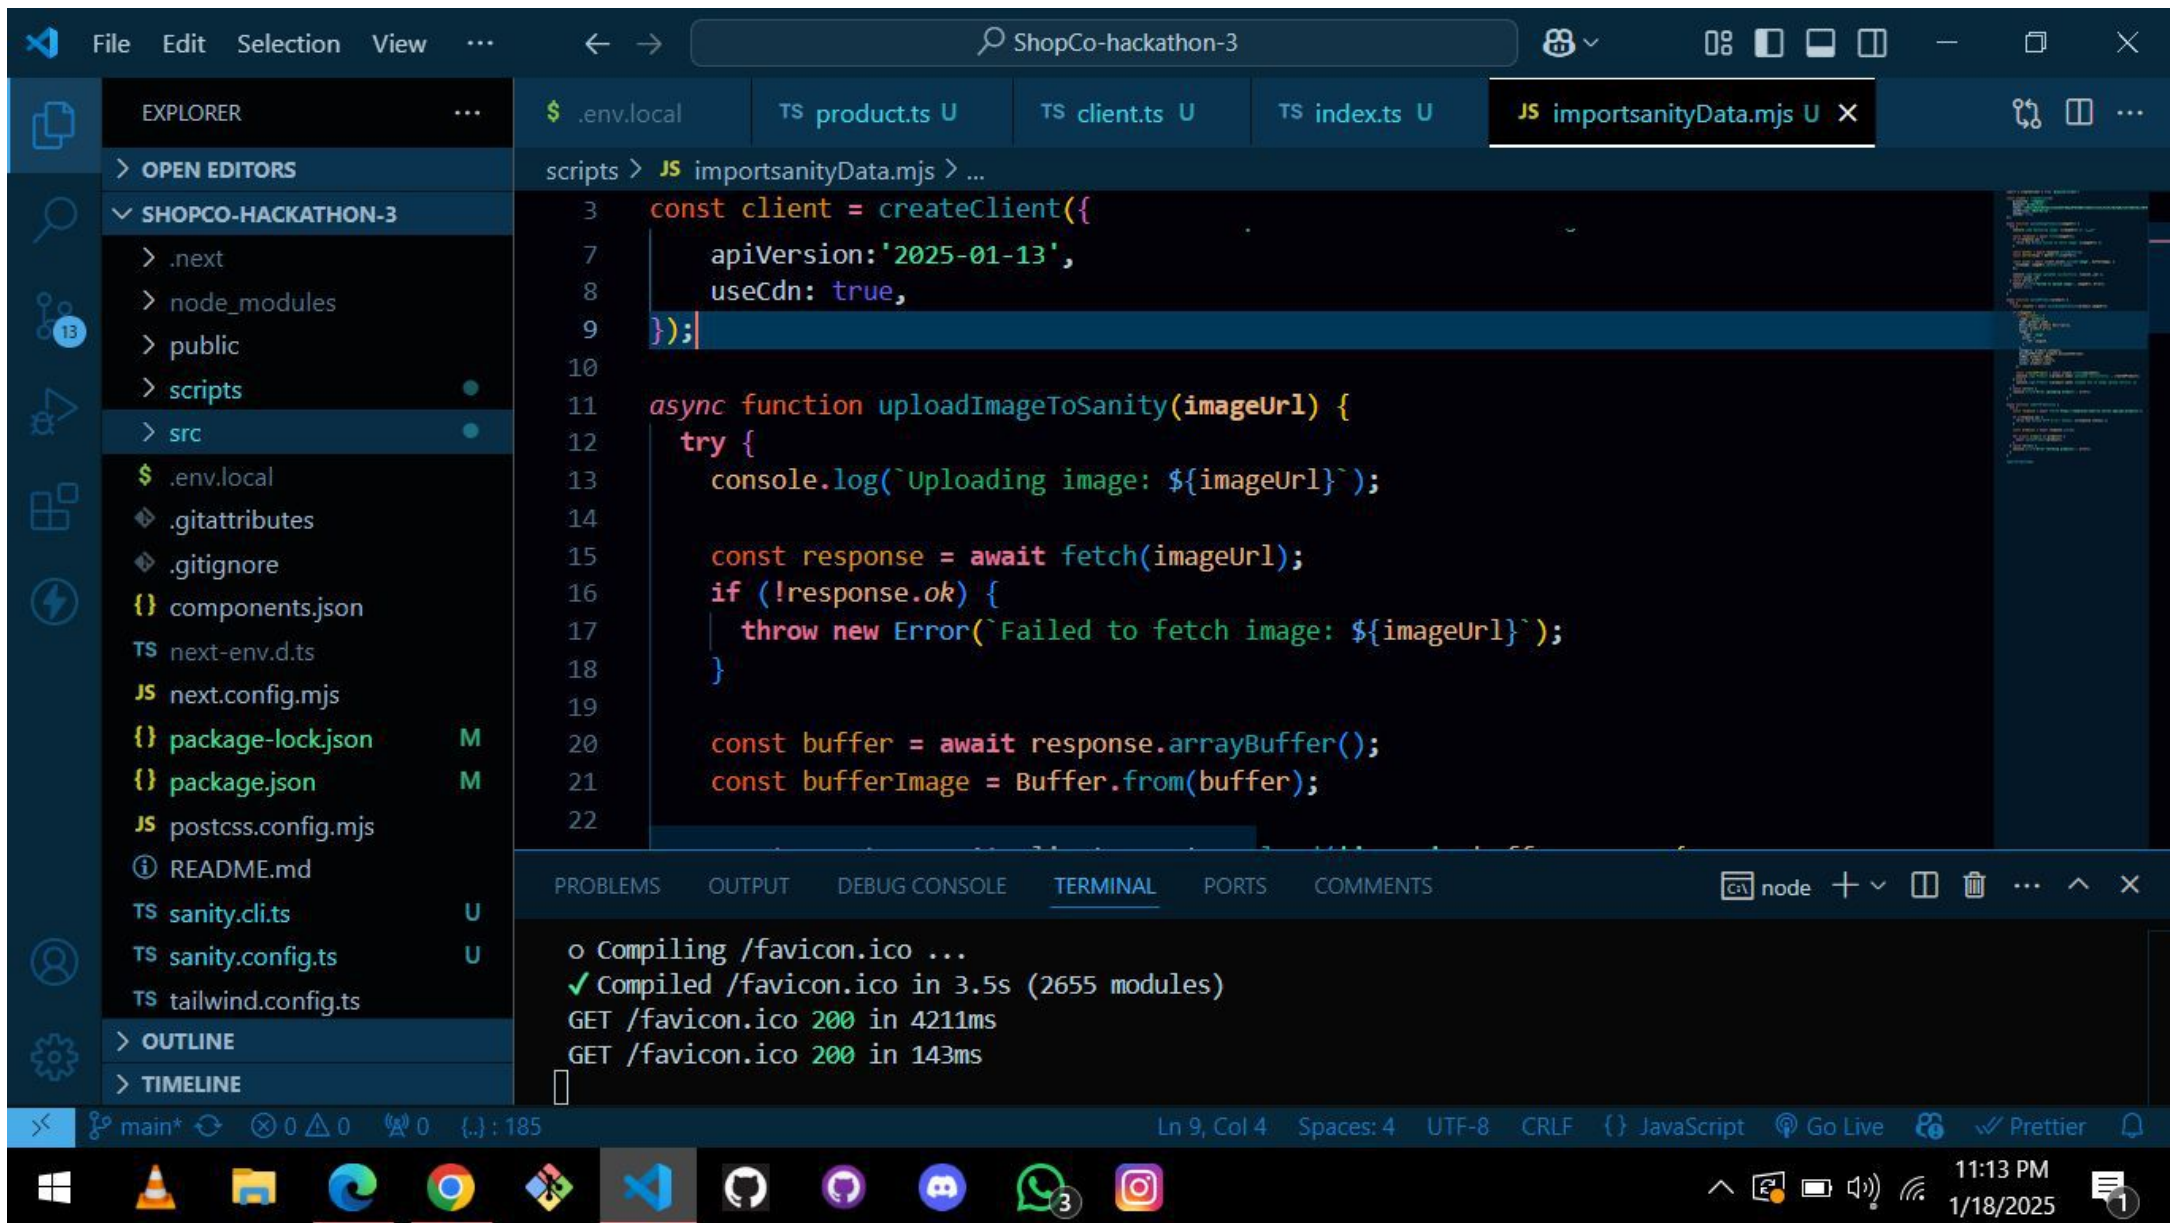 File Edit Selection View ...
ShopCo-hackathon-3
EXPLORER
OPEN EDITORS
SHOPCO-HACKATHON-3
.next
node_modules
public
scripts
src
$ .env.local
.gitattributes
.gitignore
{} components.json
TS next-env.d.ts
JS next.config.mjs
{} package-lock.json M
{} package.json M
JS postcss.config.mjs
README.md
TS sanity.cli.ts U
TS sanity.config.ts U
TS tailwind.config.ts
OUTLINE
TIMELINE
13
$ .env.local
TS product.ts U
TS client.ts U
TS index.ts U
JS importsanityData.mjs U
scripts > JS importsanityData.mjs > ...
3 const client = createClient({
7 apiVersion:'2025-01-13',
8 useCdn: true,
9 });
10
11 async function uploadImageToSanity(imageUrl) {
12 try {
13 console.log(`Uploading image: ${imageUrl}`);
14
15 const response = await fetch(imageUrl);
16 if (!response.ok) {
17 throw new Error(`Failed to fetch image: ${imageUrl}`);
18 }
19
20 const buffer = await response.arrayBuffer();
21 const bufferImage = Buffer.from(buffer);
22
PROBLEMS OUTPUT DEBUG CONSOLE TERMINAL PORTS COMMENTS
node
○ Compiling /favicon.ico ...
✓ Compiled /favicon.ico in 3.5s (2655 modules)
GET /favicon.ico 200 in 4211ms
GET /favicon.ico 200 in 143ms
main* 0 0 0 {..} : 185
Ln 9, Col 4 Spaces: 4 UTF-8 CRLF {} JavaScript Go Live Prettier
3
11:13 PM
1/18/2025
1